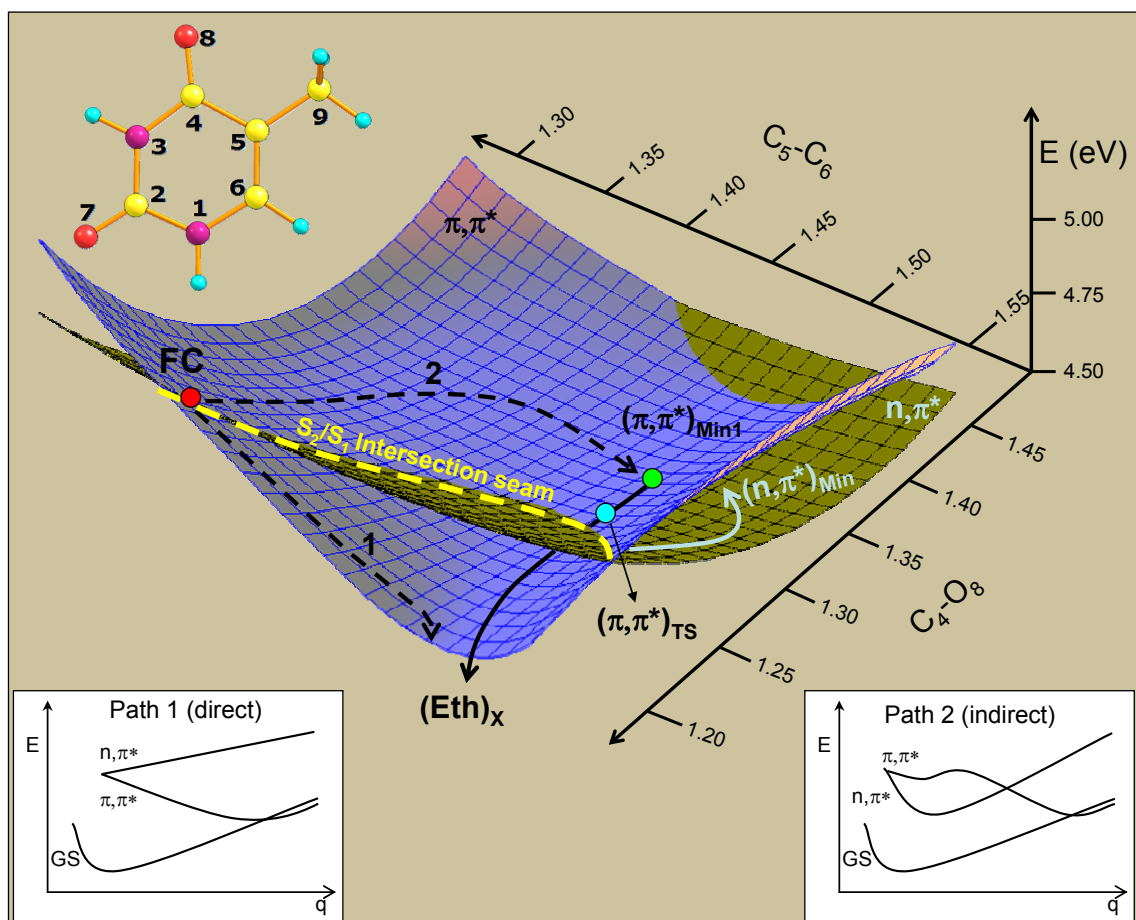 8
4
9
3
5
2
6
7
1
1.30
1.35
1.40
1.45
1.50
1.55
C₅-C₆
E (eV)
5.00
4.75
4.50
π,π*
FC
2
(π,π*)Min1
n,π*
S₂/S₁ Intersection seam
(n,π*)Min
1
1.45
1.40
1.35
1.30
1.25
1.20
C₄-O₈
(π,π*)TS
(Eth)X
Path 1 (direct)
E
n,π*
π,π*
GS
q
Path 2 (indirect)
E
π,π*
n,π*
GS
q